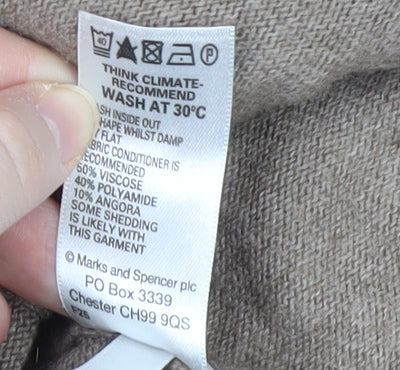 40 P
THINK CLIMATE-
RECOMMEND
WASH AT 30°C
INSIDE OUT
WHILST DAMP
FLAT
CONDITIONER IS
RECOMMENDED
50% VISCOSE
40% POLYAMIDE
10% ANGORA
SOME SHEDDING
IS LIKELY WITH
THIS GARMENT
© Marks and Spencer plc
PO Box 3339
Chester CH99 9QS